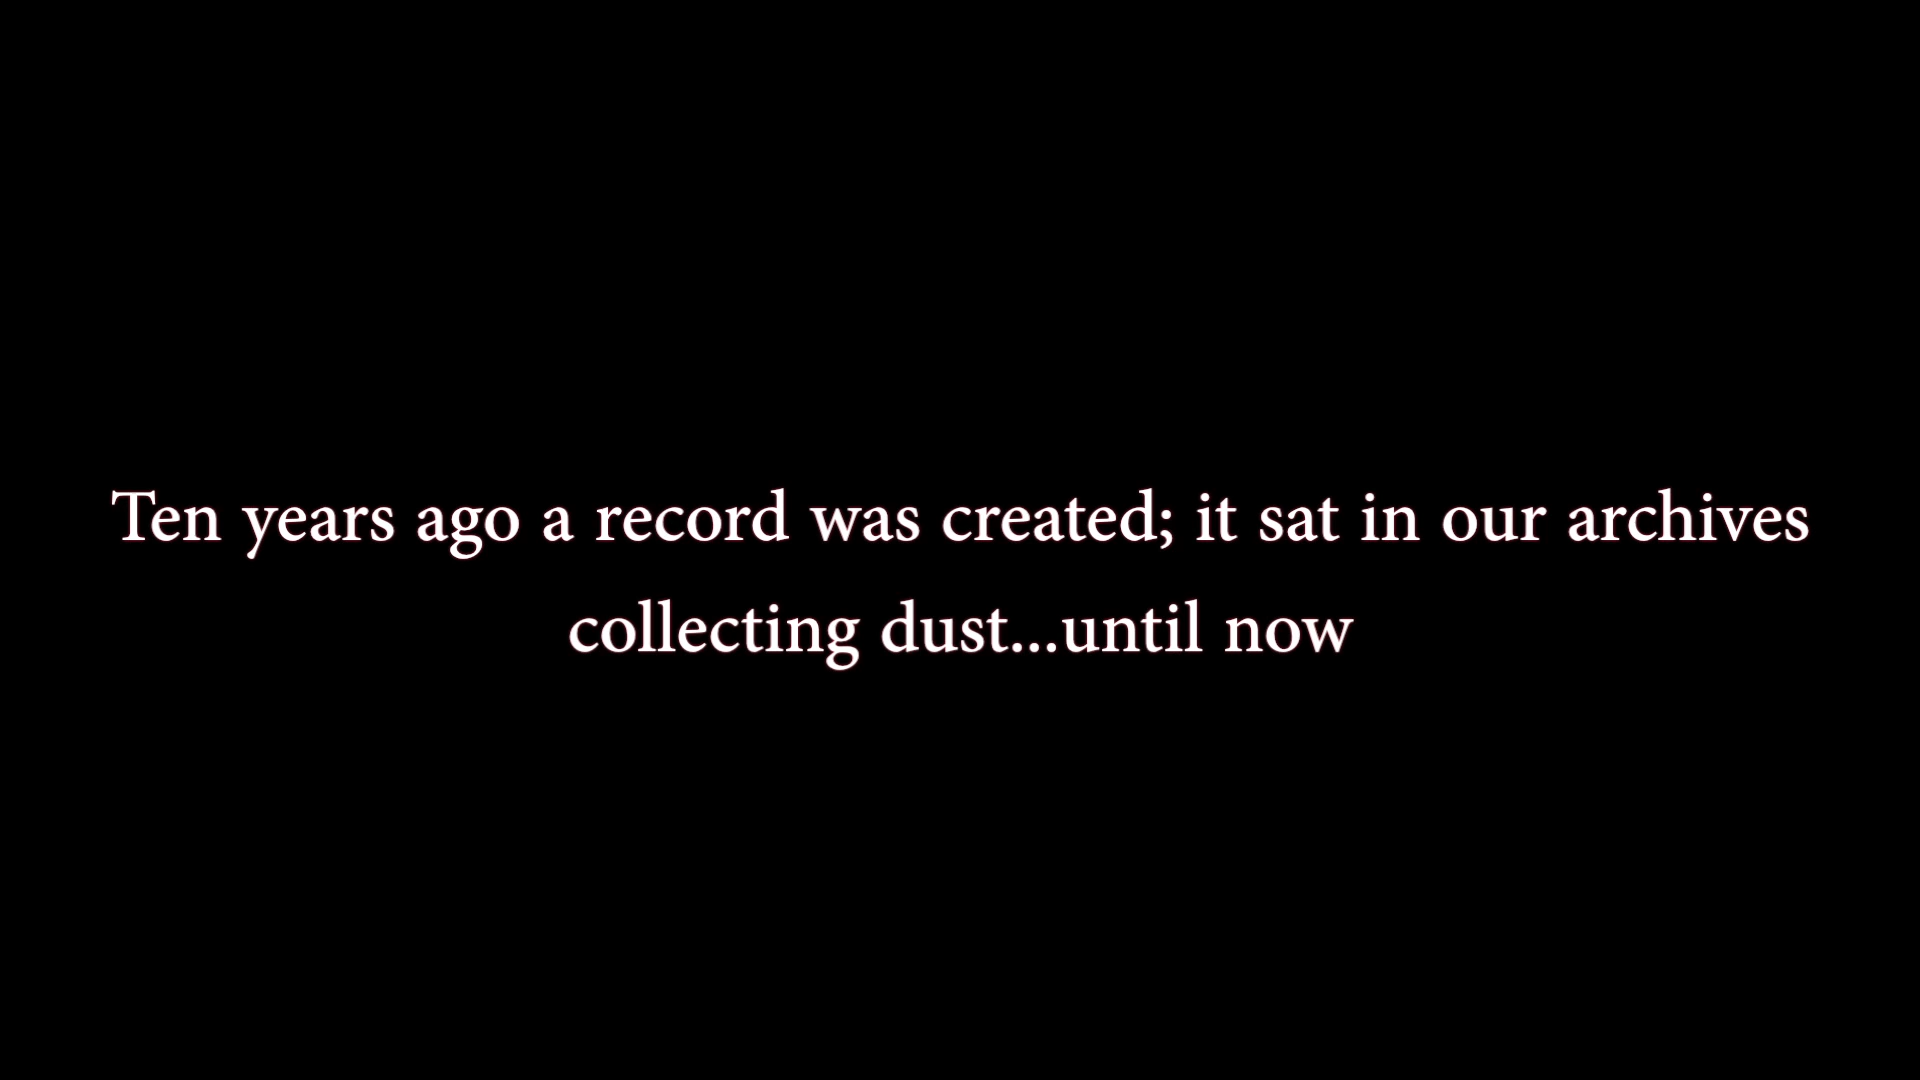 Ten years ago a record was created; it sat in our archives
collecting dust...until now